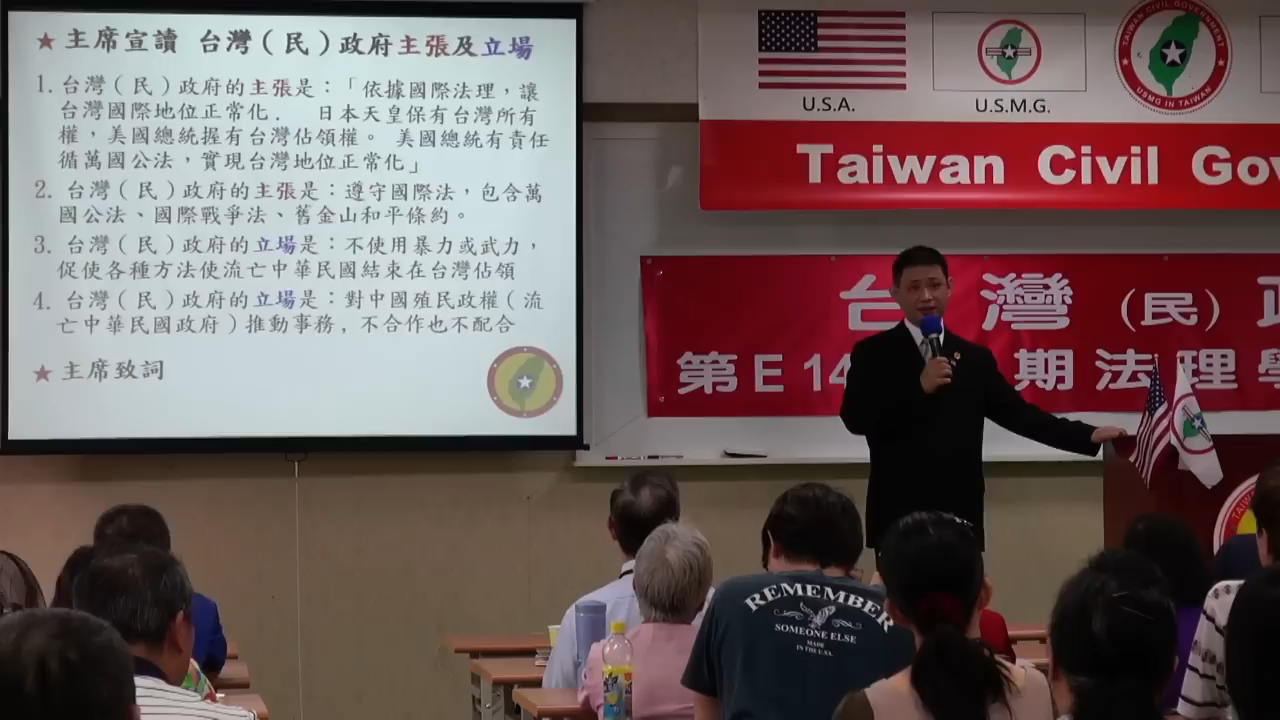 ★ 主席宣讀 台灣(民)政府主張及立場
1. 台灣(民)政府的主張是：「依據國際法理，讓
台灣國際地位正常化． 日本天皇保有台灣所有
權，美國總統握有台灣佔領權。 美國總統有責任
循萬國公法，實現台灣地位正常化」
2. 台灣(民)政府的主張是：遵守國際法，包含萬
國公法、國際戰爭法、舊金山和平條約。
3. 台灣(民)政府的立場是：不使用暴力或武力，
促使各種方法使流亡中華民國結束在台灣佔領
4. 台灣(民)政府的立場是：對中國殖民政權(流
亡中華民國政府)推動事務，不合作也不配合
★ 主席致詞
U.S.A.
U.S.M.G.
TAIWAN CIVIL GOVERNMENT
USMG IN TAIWAN
Taiwan Civil Gov
台灣(民)政
第E14 期法理學
REMEMBER
SOMEONE ELSE
MADE
IN THE U.S.A.